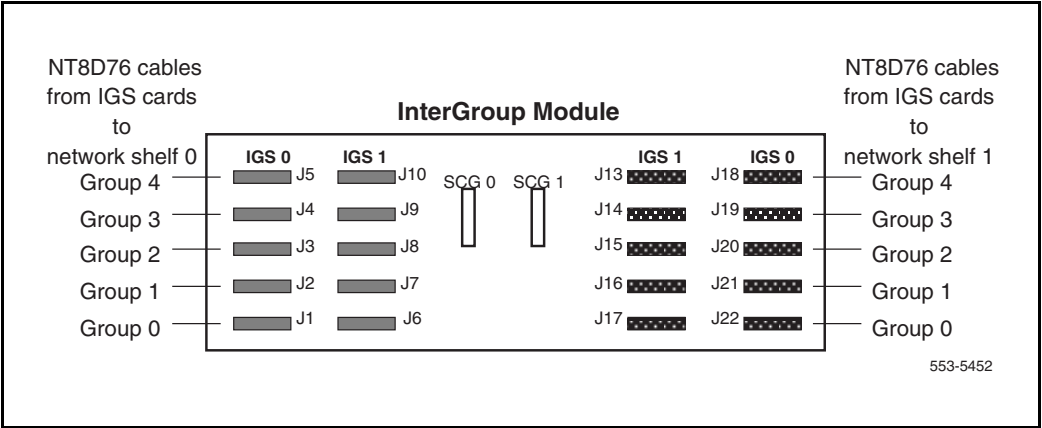 NT8D76 cables
from IGS cards
to
network shelf 0
NT8D76 cables
from IGS cards
to
network shelf 1
InterGroup Module
IGS 0 IGS 1 IGS 1 IGS 0
SCG 0 SCG 1
Group 4 J5 J10 J13 J18 Group 4
Group 3 J4 J9 J14 J19 Group 3
Group 2 J3 J8 J15 J20 Group 2
Group 1 J2 J7 J16 J21 Group 1
Group 0 J1 J6 J17 J22 Group 0
553-5452